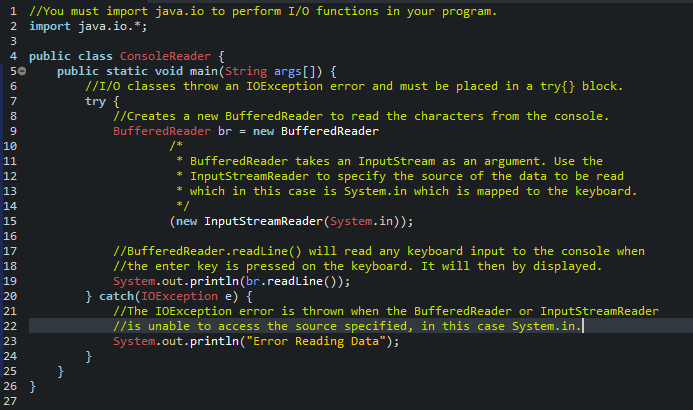 1 //You must import java.io to perform I/O functions in your program.
2 import java.io.*;
3
4 public class ConsoleReader {
5 public static void main(String args[]) {
6 //I/O classes throw an IOException error and must be placed in a try{} block.
7 try {
8 //Creates a new BufferedReader to read the characters from the console.
9 BufferedReader br = new BufferedReader
10 /*
11 * BufferedReader takes an InputStream as an argument. Use the
12 * InputStreamReader to specify the source of the data to be read
13 * which in this case is System.in which is mapped to the keyboard.
14 */
15 (new InputStreamReader(System.in));
16
17 //BufferedReader.readLine() will read any keyboard input to the console when
18 //the enter key is pressed on the keyboard. It will then by displayed.
19 System.out.println(br.readLine());
20 } catch(IOException e) {
21 //The IOException error is thrown when the BufferedReader or InputStreamReader
22 //is unable to access the source specified, in this case System.in.
23 System.out.println("Error Reading Data");
24 }
25 }
26 }
27